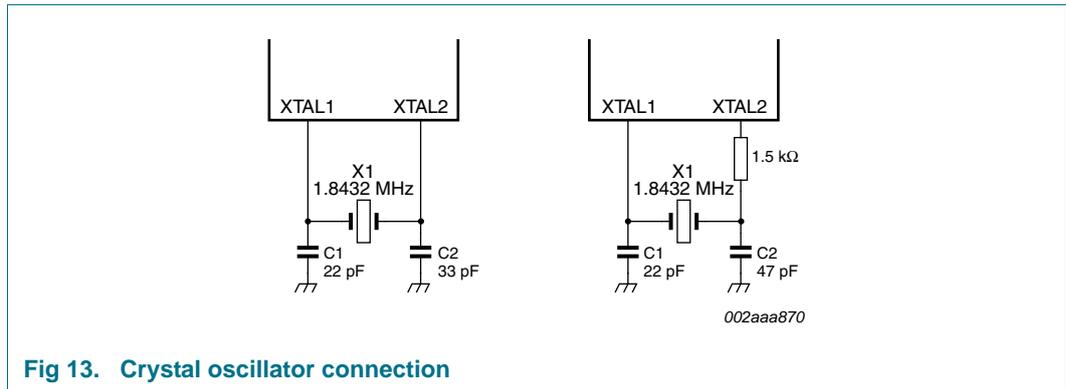 XTAL1 XTAL2
X1
1.8432 MHz
C1
22 pF
C2
33 pF
XTAL1 XTAL2
1.5 kΩ
X1
1.8432 MHz
C1
22 pF
C2
47 pF
002aaa870
Fig 13. Crystal oscillator connection